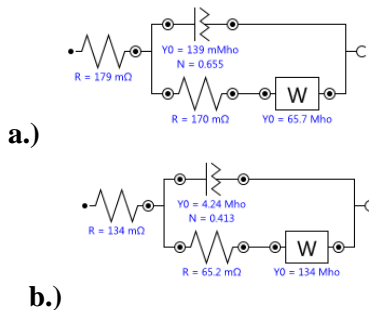 Y0 = 139 mMho
N = 0.655
R = 179 mΩ
W
R = 170 mΩ
Y0 = 65.7 Mho
a.)
Y0 = 4.24 Mho
N = 0.413
R = 134 mΩ
W
R = 65.2 mΩ
Y0 = 134 Mho
b.)